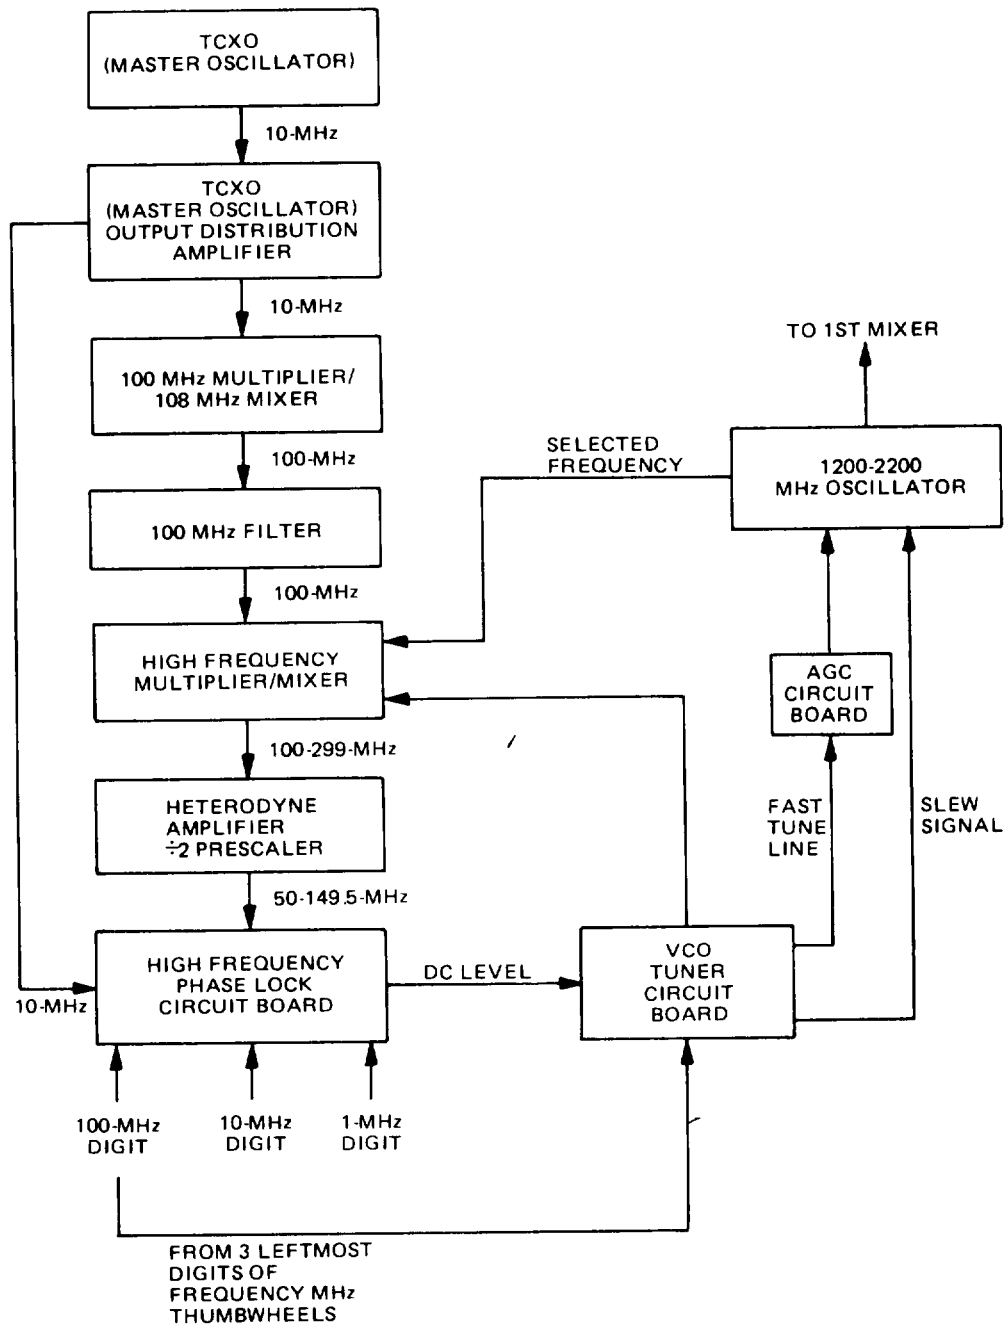 TCXO
(MASTER OSCILLATOR)
10-MHz
TCXO
(MASTER OSCILLATOR)
OUTPUT DISTRIBUTION
AMPLIFIER
10-MHz
100 MHz MULTIPLIER/
108 MHz MIXER
100-MHz
100 MHz FILTER
100-MHz
HIGH FREQUENCY
MULTIPLIER/MIXER
100-299-MHz
HETERODYNE
AMPLIFIER
÷2 PRESCALER
50-149.5-MHz
HIGH FREQUENCY
PHASE LOCK
CIRCUIT BOARD
10-MHz
100-MHz
DIGIT
10-MHz
DIGIT
1-MHz
DIGIT
FROM 3 LEFTMOST
DIGITS OF
FREQUENCY MHz
THUMBWHEELS
DC LEVEL
VCO
TUNER
CIRCUIT
BOARD
FAST
TUNE
LINE
SLEW
SIGNAL
AGC
CIRCUIT
BOARD
1200-2200
MHz OSCILLATOR
SELECTED
FREQUENCY
TO 1ST MIXER